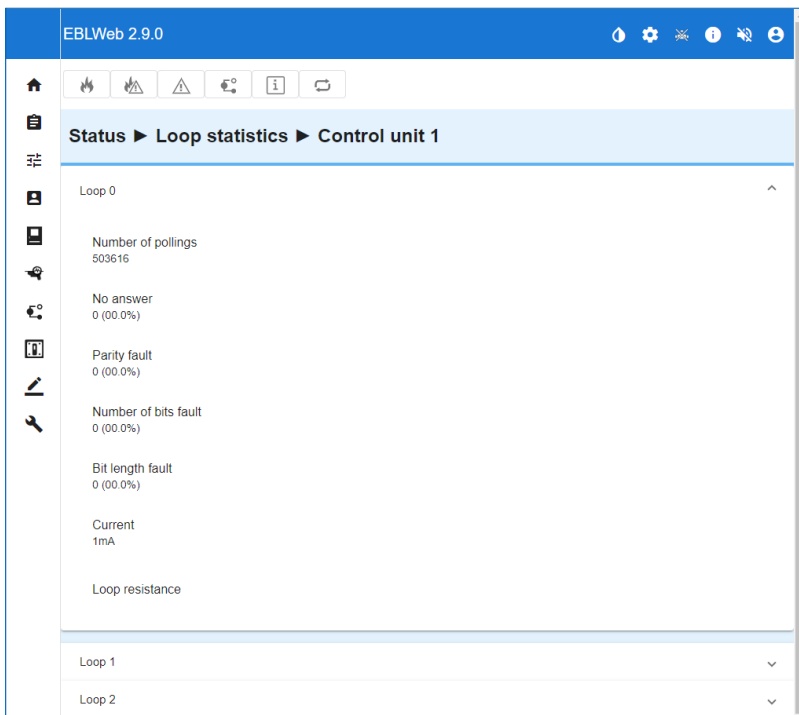 EBLWeb 2.9.0
Status ► Loop statistics ► Control unit 1
Loop 0
Number of pollings
503616
No answer
0 (00.0%)
Parity fault
0 (00.0%)
Number of bits fault
0 (00.0%)
Bit length fault
0 (00.0%)
Current
1mA
Loop resistance
Loop 1
Loop 2